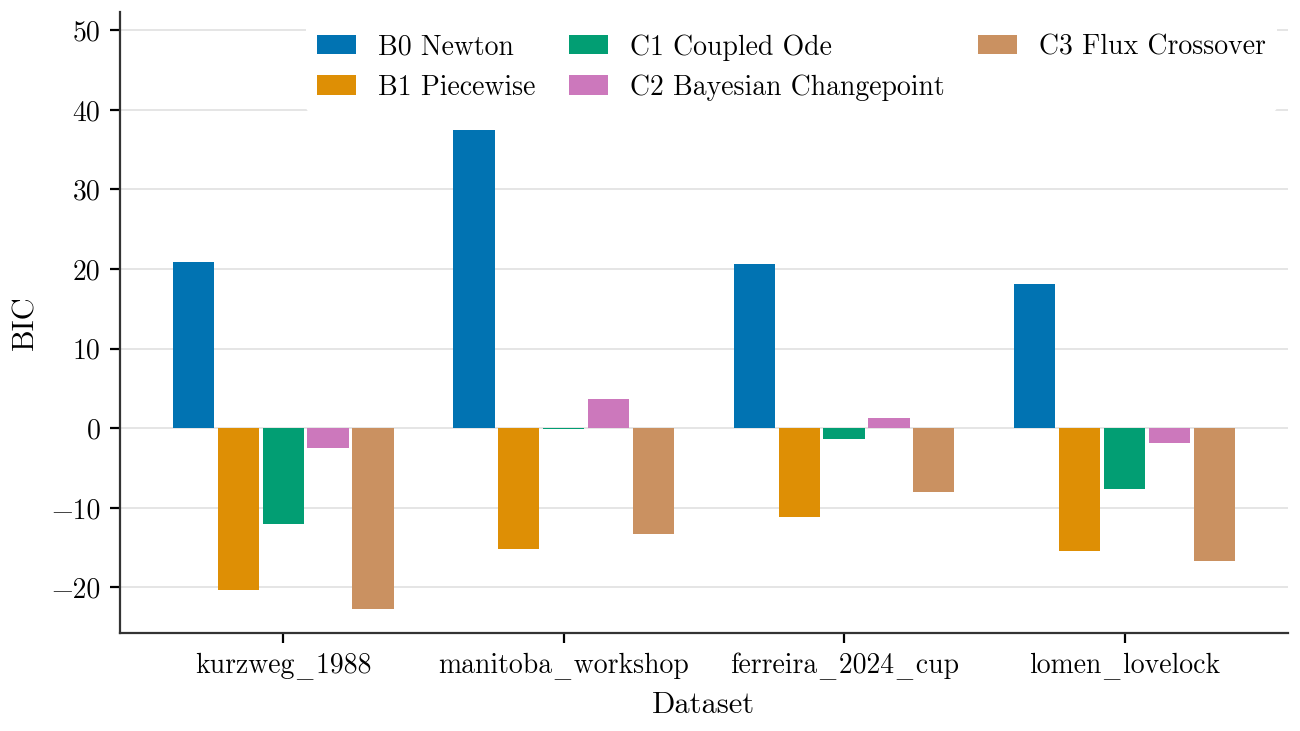 B0 Newton
B1 Piecewise
C1 Coupled Ode
C2 Bayesian Changepoint
C3 Flux Crossover
50
40
30
20
10
0
−10
−20
BIC
kurzweg_1988
manitoba_workshop
ferreira_2024_cup
lomen_lovelock
Dataset